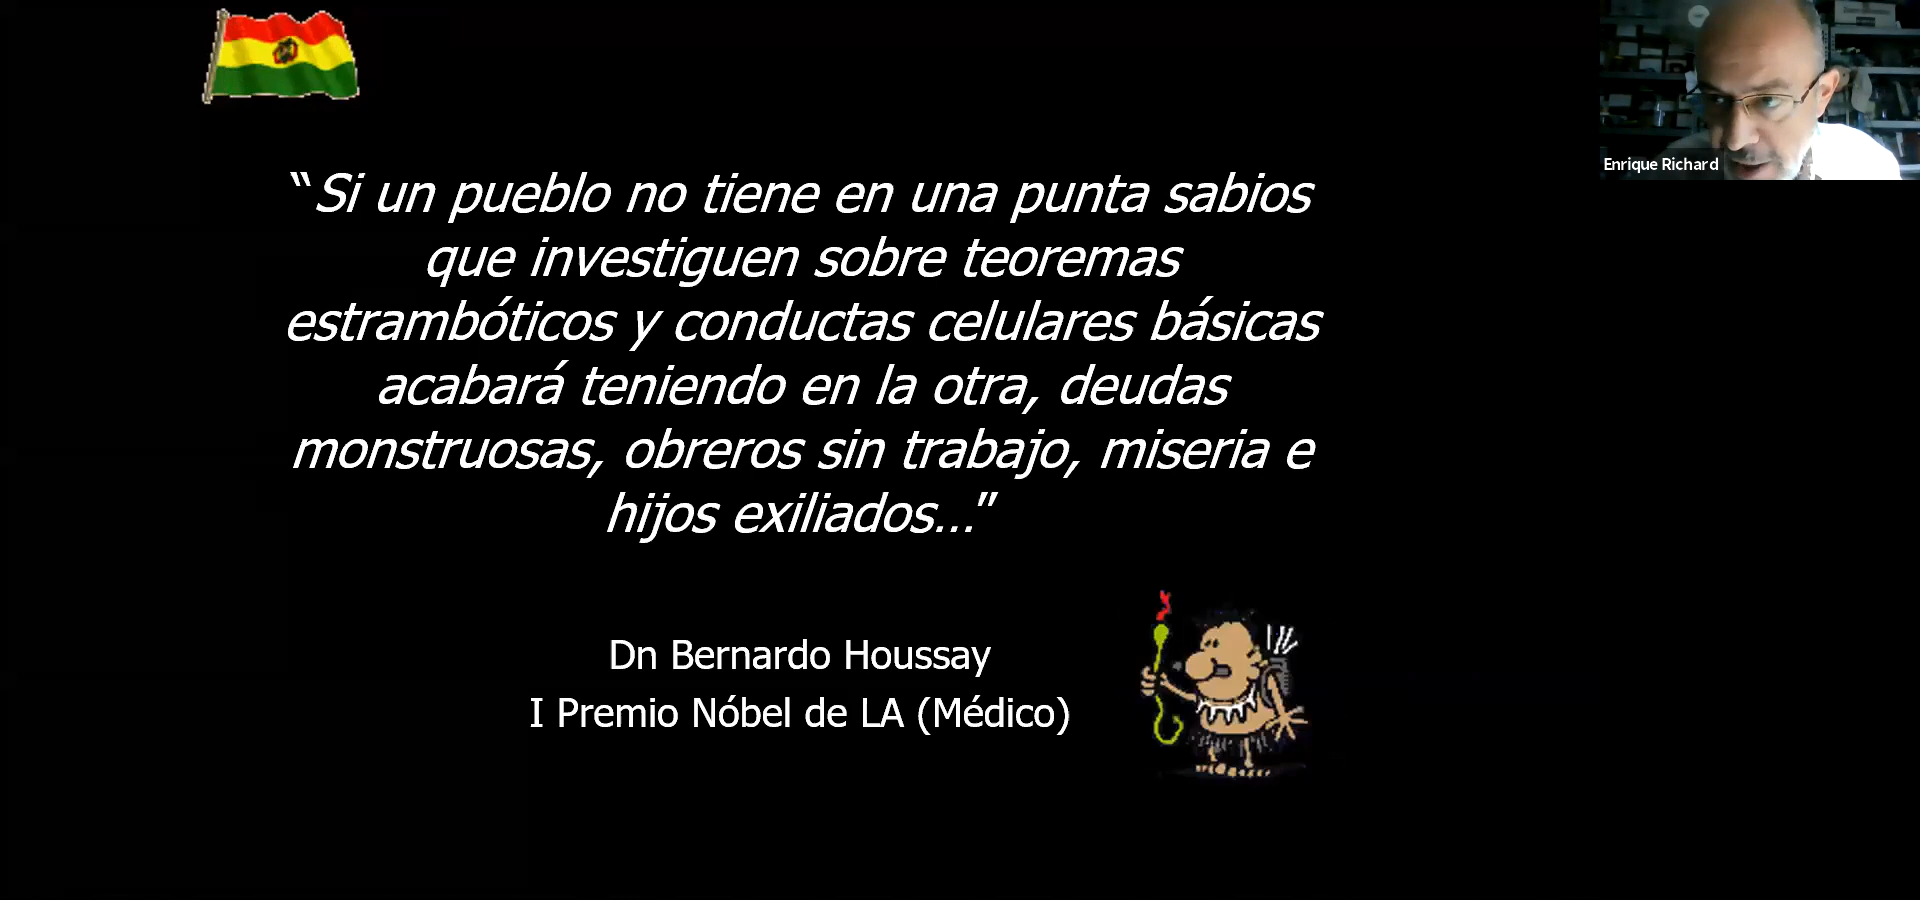 “Si un pueblo no tiene en una punta sabios
que investiguen sobre teoremas
estrambóticos y conductas celulares básicas
acabará teniendo en la otra, deudas
monstruosas, obreros sin trabajo, miseria e
hijos exiliados…”
Dn Bernardo Houssay
I Premio Nóbel de LA (Médico)
Enrique Richard